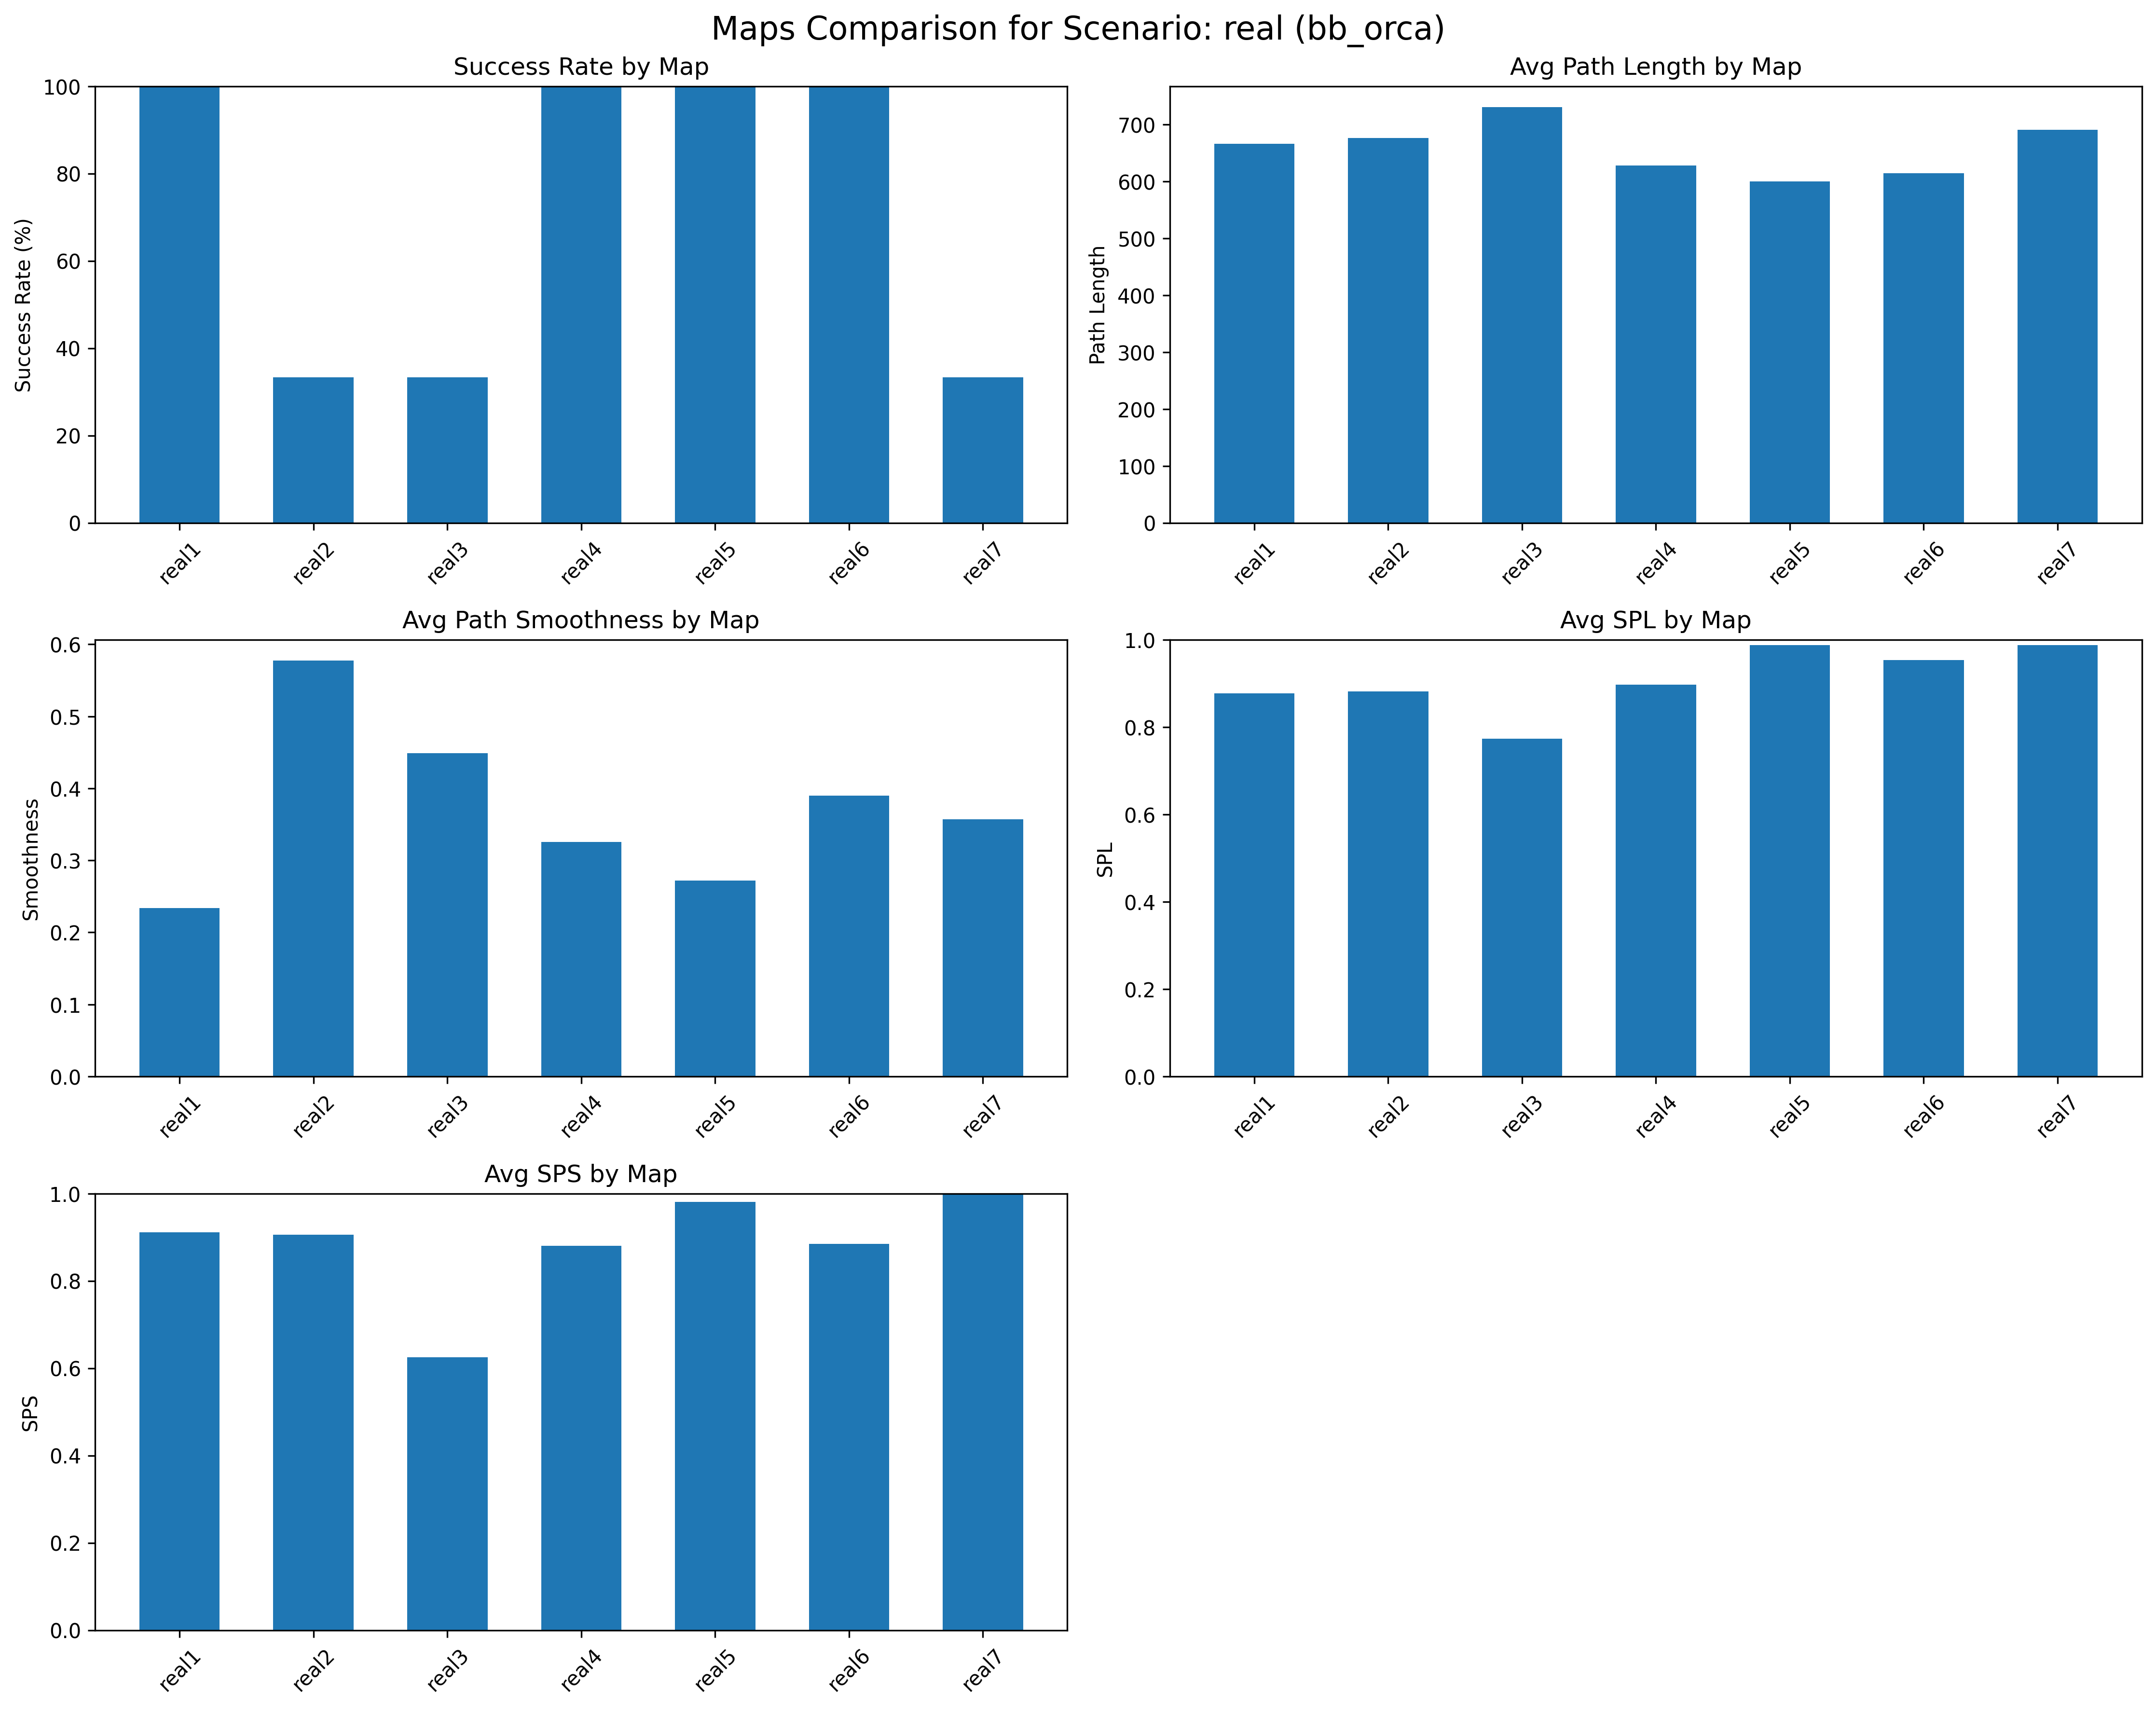 Maps Comparison for Scenario: real (bb_orca)
Success Rate by Map
Success Rate (%)
100
80
60
40
20
0
real1 real2 real3 real4 real5 real6 real7
Avg Path Length by Map
Path Length
700
600
500
400
300
200
100
0
real1 real2 real3 real4 real5 real6 real7
Avg Path Smoothness by Map
Smoothness
0.6
0.5
0.4
0.3
0.2
0.1
0.0
real1 real2 real3 real4 real5 real6 real7
Avg SPL by Map
SPL
1.0
0.8
0.6
0.4
0.2
0.0
real1 real2 real3 real4 real5 real6 real7
Avg SPS by Map
SPS
1.0
0.8
0.6
0.4
0.2
0.0
real1 real2 real3 real4 real5 real6 real7